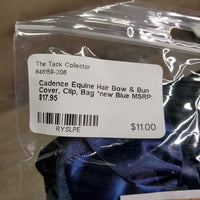 The Tack Collector
846159-206
Cadence Equine Hair Bow & Bun
Cover, Clip, Bag *new Blue MSRP:
$17.95
RYSLPE
$11.00